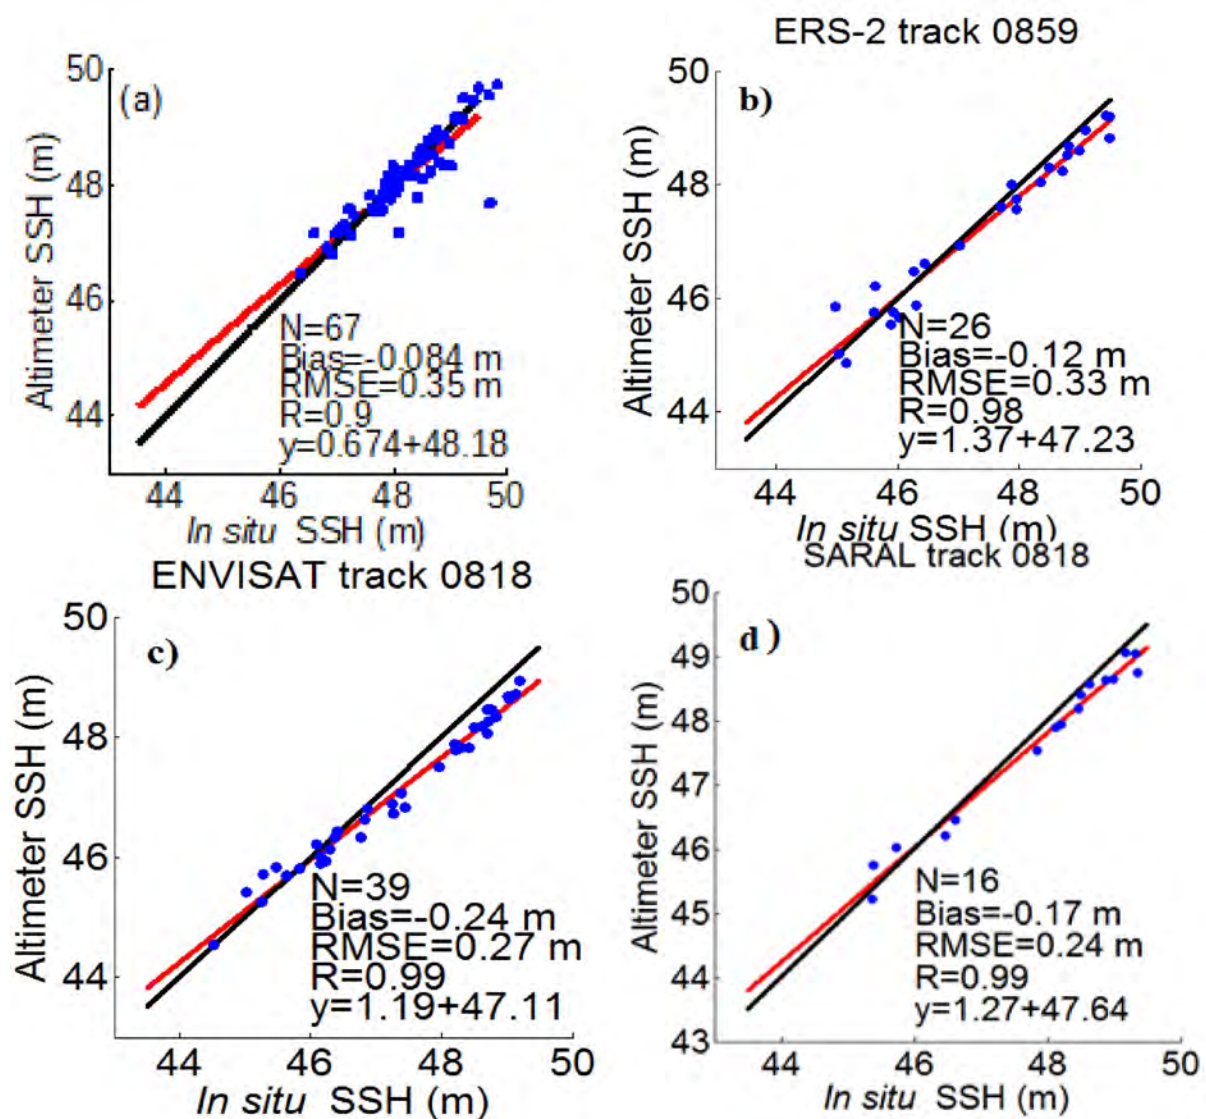 (a)
Altimeter SSH (m)
50
48
46
44
N=67
Bias=-0.084 m
RMSE=0.35 m
R=0.9
y=0.674+48.18
44 46 48 50
In situ SSH (m)
ERS-2 track 0859
b)
Altimeter SSH (m)
50
48
46
44
N=26
Bias=-0.12 m
RMSE=0.33 m
R=0.98
y=1.37+47.23
44 46 48 50
In situ SSH (m)
ENVISAT track 0818
c)
Altimeter SSH (m)
50
48
46
44
N=39
Bias=-0.24 m
RMSE=0.27 m
R=0.99
y=1.19+47.11
44 46 48 50
In situ SSH (m)
SARAL track 0818
d)
Altimeter SSH (m)
50
49
48
47
46
45
44
43
N=16
Bias=-0.17 m
RMSE=0.24 m
R=0.99
y=1.27+47.64
44 46 48 50
In situ SSH (m)